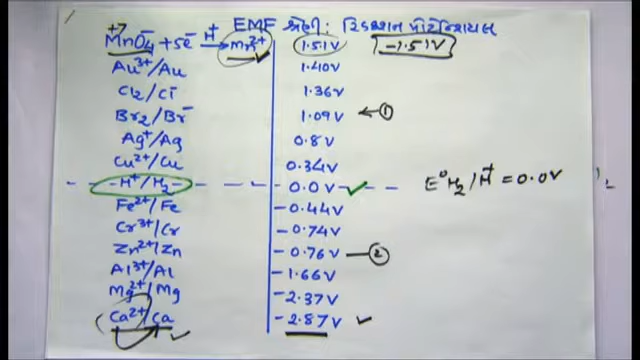 EMF શ્રેણી: રિડક્શન પોટેન્શિયલ
+7
MnO₄⁻ + 5e⁻ —H⁺→ Mn²⁺ 1.51V -1.51V
Au³⁺/Au 1.40V
Cl₂/Cl⁻ 1.36V
Br₂/Br⁻ 1.09V ← ①
Ag⁺/Ag 0.8V
Cu²⁺/Cu 0.34V
H⁺/H₂ 0.0V ✓ E⁰H₂/H⁺ = 0.0V
Fe²⁺/Fe -0.44V
Cr³⁺/Cr -0.74V
Zn²⁺/Zn -0.76V — ②
Al³⁺/Al -1.66V
Mg²⁺/Mg -2.37V
Ca²⁺/Ca ✓ -2.87V ✓